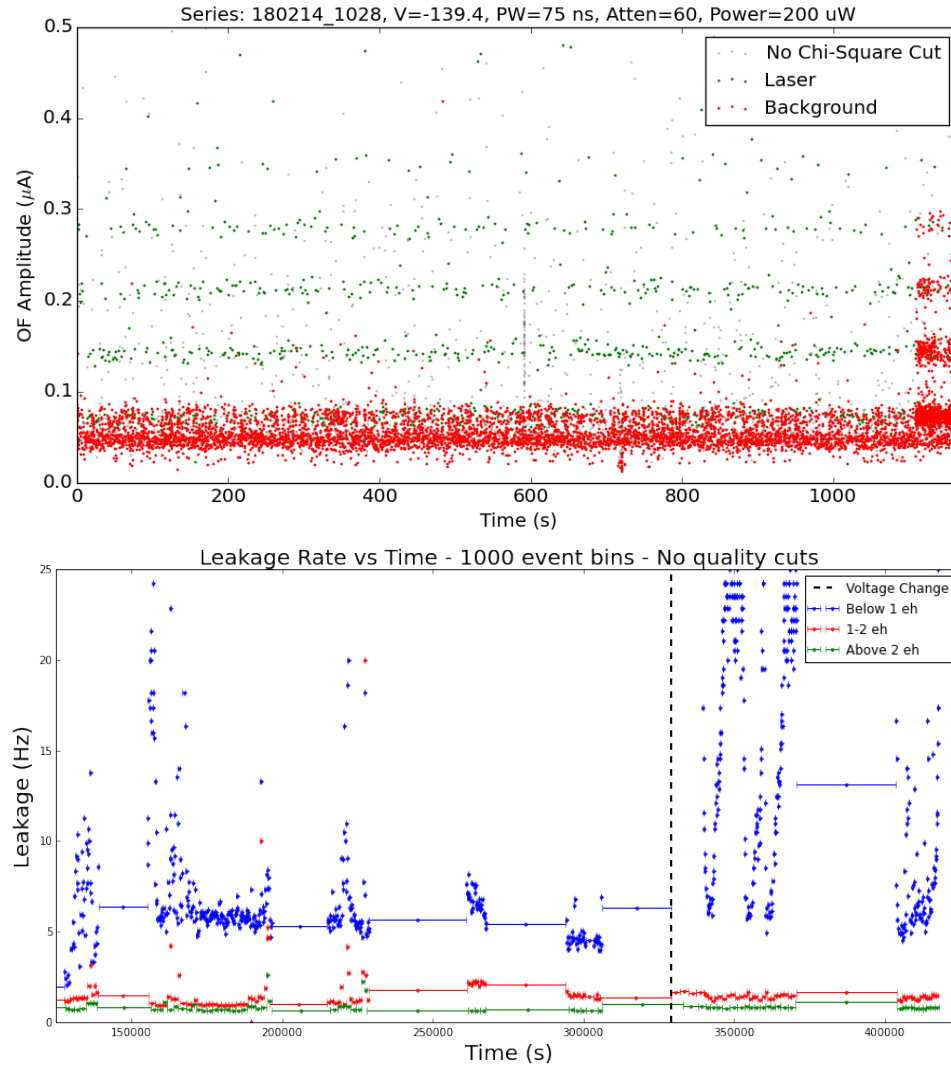 Series: 180214_1028, V=-139.4, PW=75 ns, Atten=60, Power=200 uW
0.5
0.4
0.3
0.2
0.1
0.0
OF Amplitude (μA)
No Chi-Square Cut
Laser
Background
0 200 400 600 800 1000
Time (s)
Leakage Rate vs Time - 1000 event bins - No quality cuts
25
20
15
10
5
0
Leakage (Hz)
Voltage Change
Below 1 eh
1-2 eh
Above 2 eh
150000 200000 250000 300000 350000 400000
Time (s)